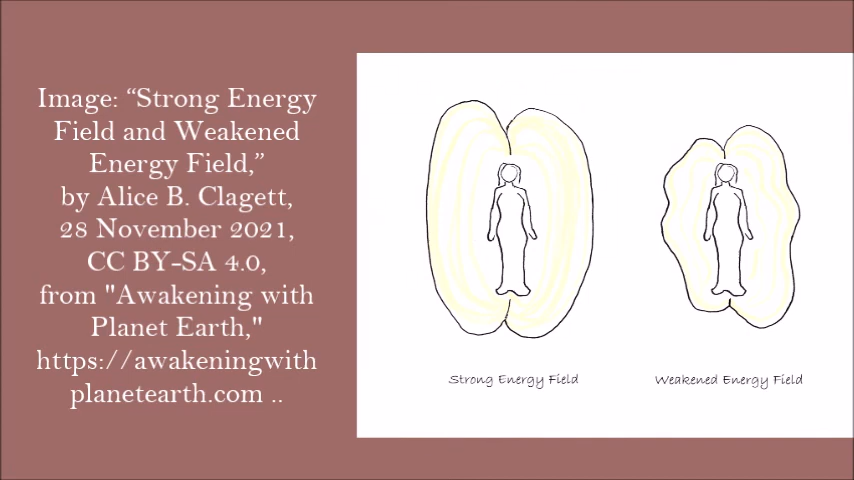 Image: “Strong Energy
Field and Weakened
Energy Field,”
by Alice B. Clagett,
28 November 2021,
CC BY-SA 4.0,
from "Awakening with
Planet Earth,"
https://awakeningwith
planetearth.com ..
Strong Energy Field
Weakened Energy Field